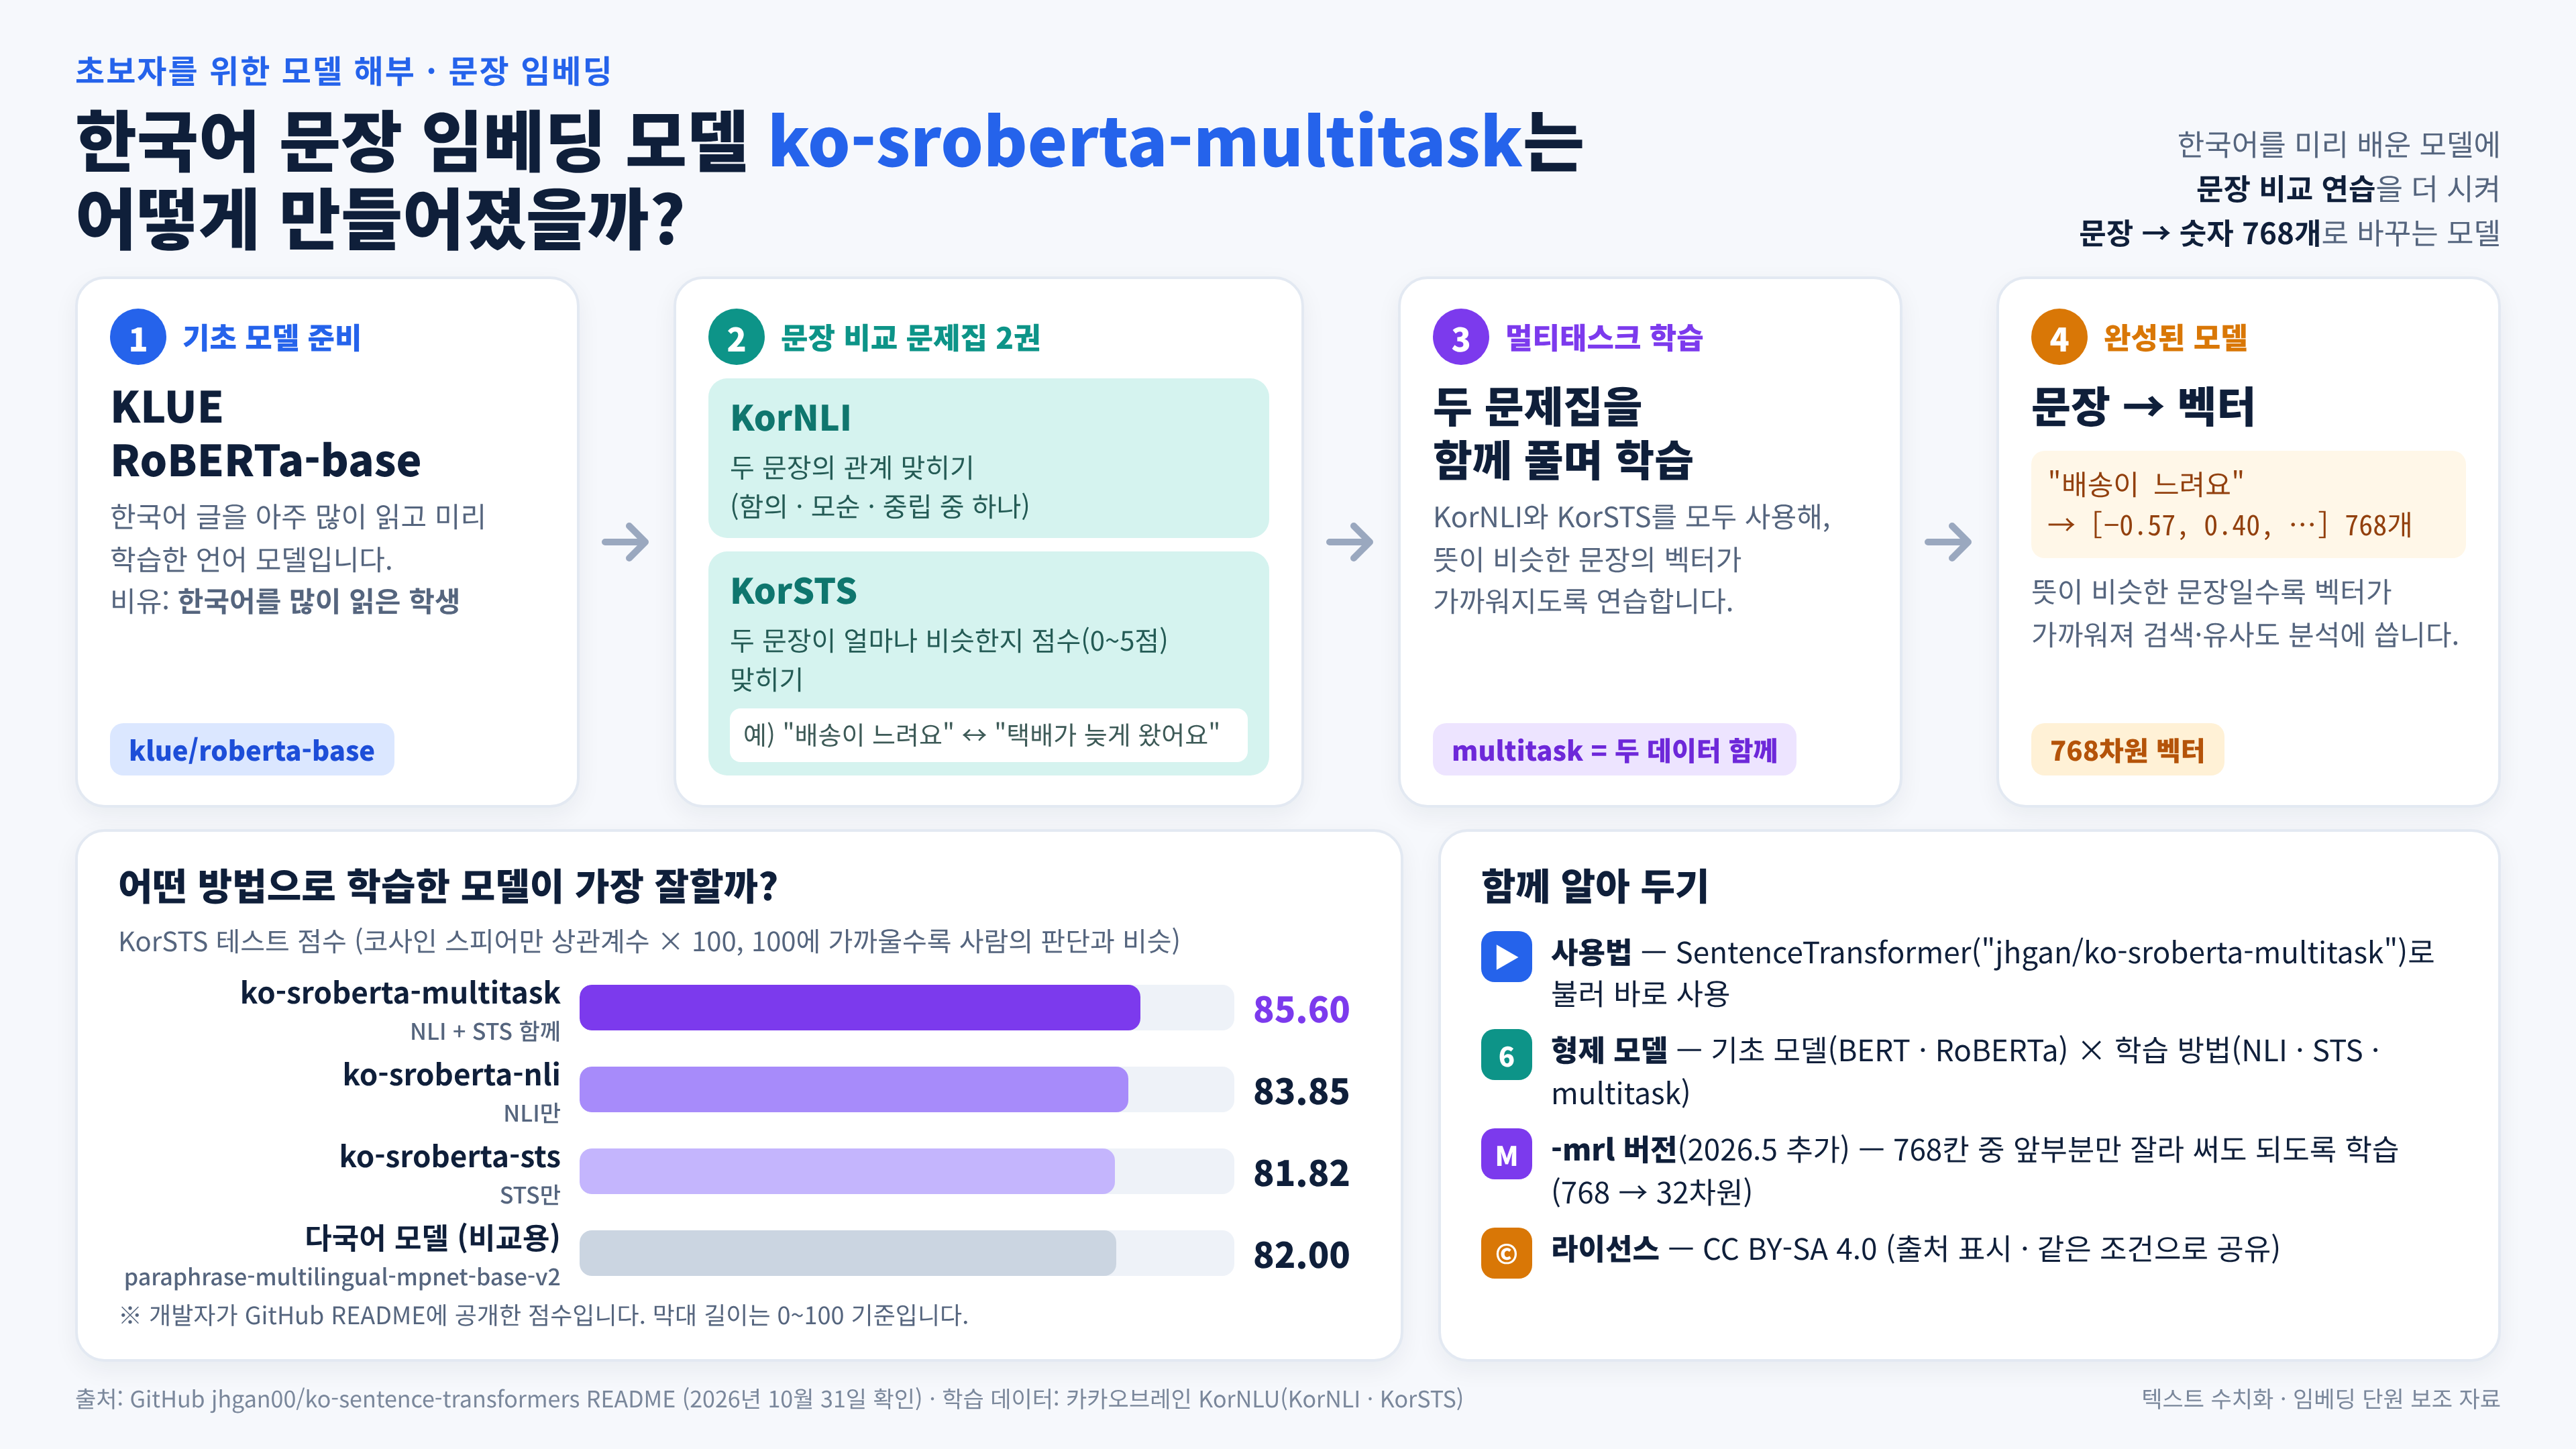 초보자를 위한 모델 해부 · 문장 임베딩
한국어 문장 임베딩 모델 ko-sroberta-multitask는
어떻게 만들어졌을까?
한국어를 미리 배운 모델에
문장 비교 연습을 더 시켜
문장 → 숫자 768개로 바꾸는 모델
1 기초 모델 준비
KLUE
RoBERTa-base
한국어 글을 아주 많이 읽고 미리
학습한 언어 모델입니다.
비유: 한국어를 많이 읽은 학생
klue/roberta-base
2 문장 비교 문제집 2권
KorNLI
두 문장의 관계 맞히기
(함의 · 모순 · 중립 중 하나)
KorSTS
두 문장이 얼마나 비슷한지 점수(0~5점)
맞히기
예) "배송이 느려요" ↔ "택배가 늦게 왔어요"
3 멀티태스크 학습
두 문제집을
함께 풀며 학습
KorNLI와 KorSTS를 모두 사용해,
뜻이 비슷한 문장의 벡터가
가까워지도록 연습합니다.
multitask = 두 데이터 함께
4 완성된 모델
문장 → 벡터
"배송이 느려요"
→ [−0.57, 0.40, …] 768개
뜻이 비슷한 문장일수록 벡터가
가까워져 검색·유사도 분석에 씁니다.
768차원 벡터
어떤 방법으로 학습한 모델이 가장 잘할까?
KorSTS 테스트 점수 (코사인 스피어만 상관계수 × 100, 100에 가까울수록 사람의 판단과 비슷)
ko-sroberta-multitask
NLI + STS 함께
85.60
ko-sroberta-nli
NLI만
83.85
ko-sroberta-sts
STS만
81.82
다국어 모델 (비교용)
paraphrase-multilingual-mpnet-base-v2
82.00
※ 개발자가 GitHub README에 공개한 점수입니다. 막대 길이는 0~100 기준입니다.
함께 알아 두기
▶ 사용법 — SentenceTransformer("jhgan/ko-sroberta-multitask")로
불러 바로 사용
6 형제 모델 — 기초 모델(BERT · RoBERTa) × 학습 방법(NLI · STS ·
multitask)
M -mrl 버전(2026.5 추가) — 768칸 중 앞부분만 잘라 써도 되도록 학습
(768 → 32차원)
© 라이선스 — CC BY-SA 4.0 (출처 표시 · 같은 조건으로 공유)
출처: GitHub jhgan00/ko-sentence-transformers README (2026년 10월 31일 확인) · 학습 데이터: 카카오브레인 KorNLU(KorNLI · KorSTS)
텍스트 수치화 · 임베딩 단원 보조 자료